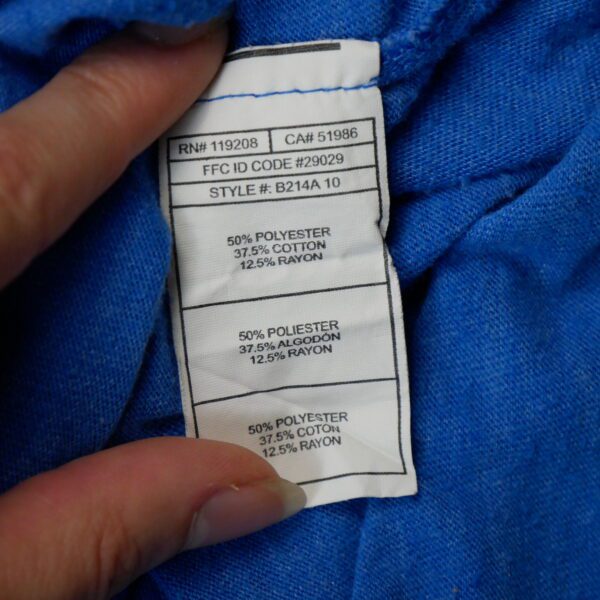 RN# 119208 CA# 51986
FFC ID CODE #29029
STYLE #: B214A 10
50% POLYESTER
37.5% COTTON
12.5% RAYON
50% POLIESTER
37.5% ALGODÓN
12.5% RAYON
50% POLYESTER
37.5% COTON
12.5% RAYON